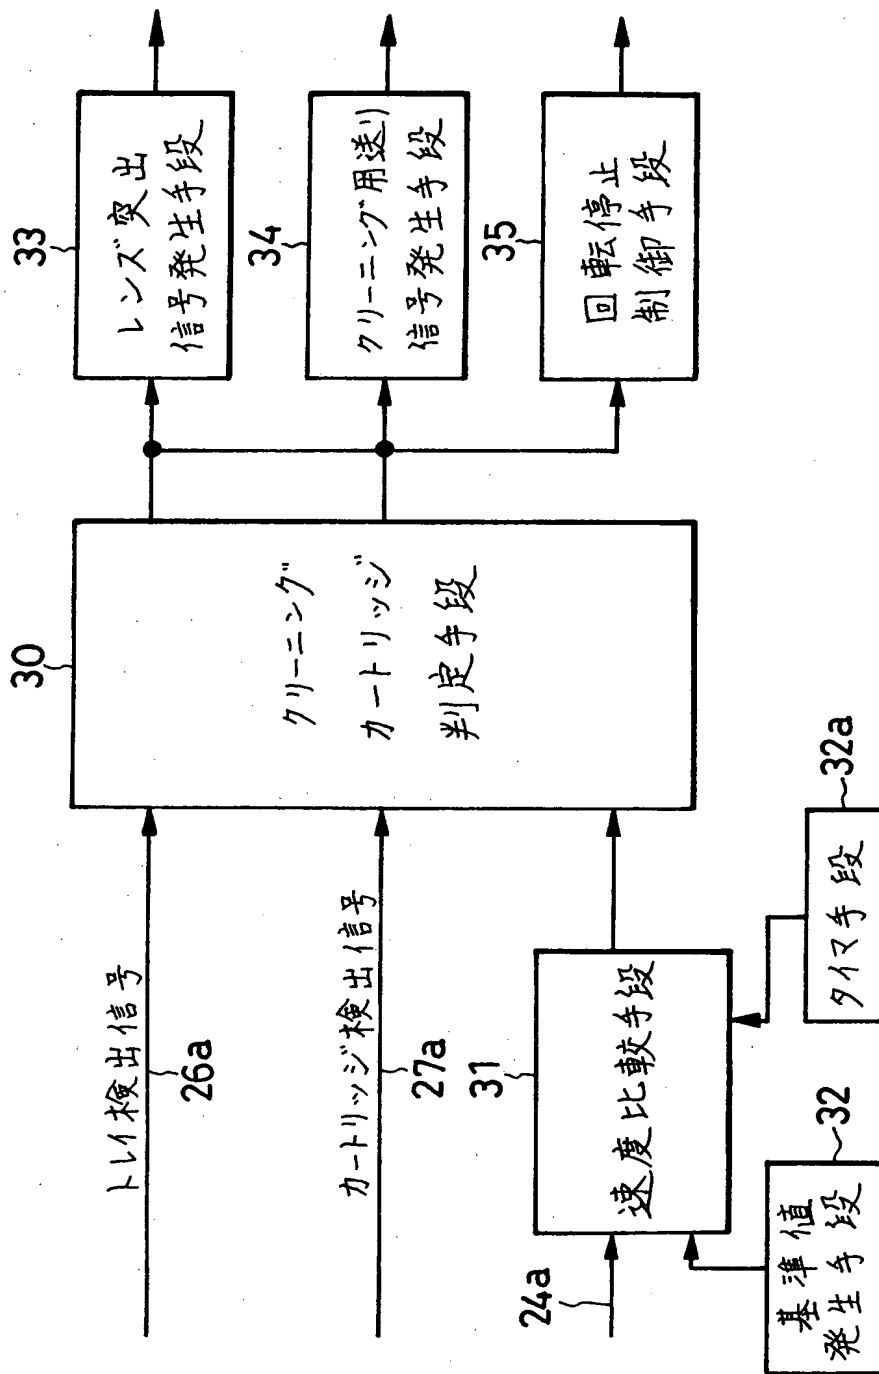 トレイ検出信号
26a
カートリッジ検出信号
27a
24a
31
速度比較手段
32
基準値
発生手段
32a
タイマ手段
30
クリーニング
カートリッジ
判定手段
33
レンズ突出
信号発生手段
34
クリーニング用送り
信号発生手段
35
回転停止
制御手段